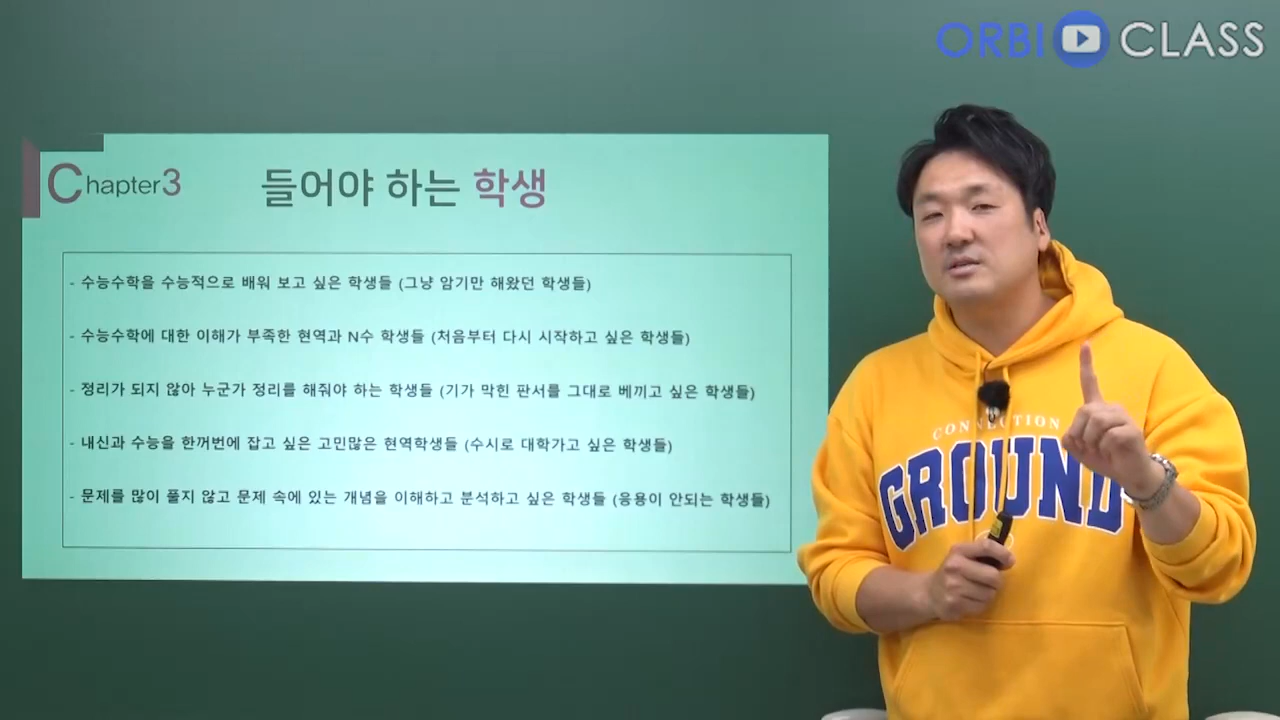 ORBI CLASS
Chapter3
들어야 하는 학생
- 수능수학을 수능적으로 배워 보고 싶은 학생들 (그냥 암기만 해왔던 학생들)
- 수능수학에 대한 이해가 부족한 현역과 N수 학생들 (처음부터 다시 시작하고 싶은 학생들)
- 정리가 되지 않아 누군가 정리를 해줘야 하는 학생들 (기가 막힌 판서를 그대로 베끼고 싶은 학생들)
- 내신과 수능을 한꺼번에 잡고 싶은 고민많은 현역학생들 (수시로 대학가고 싶은 학생들)
- 문제를 많이 풀지 않고 문제 속에 있는 개념을 이해하고 분석하고 싶은 학생들 (응용이 안되는 학생들)
CONNECTION
GROUND